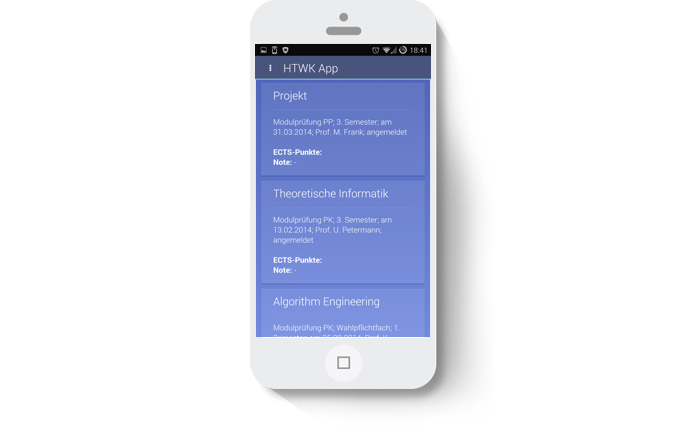 18:41
HTWK App
Projekt
Modulprüfung PP; 3. Semester; am
31.03.2014; Prof. M. Frank; angemeldet
ECTS-Punkte:
Note: -
Theoretische Informatik
Modulprüfung PK; 3. Semester; am
13.02.2014; Prof. U. Petermann;
angemeldet
ECTS-Punkte:
Note: -
Algorithm Engineering
Modulprüfung PK; Wahlpflichtfach; 1.